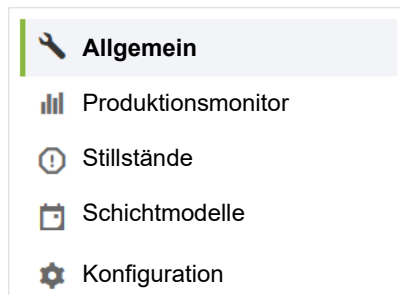 Allgemein
Produktionsmonitor
Stillstände
Schichtmodelle
Konfiguration